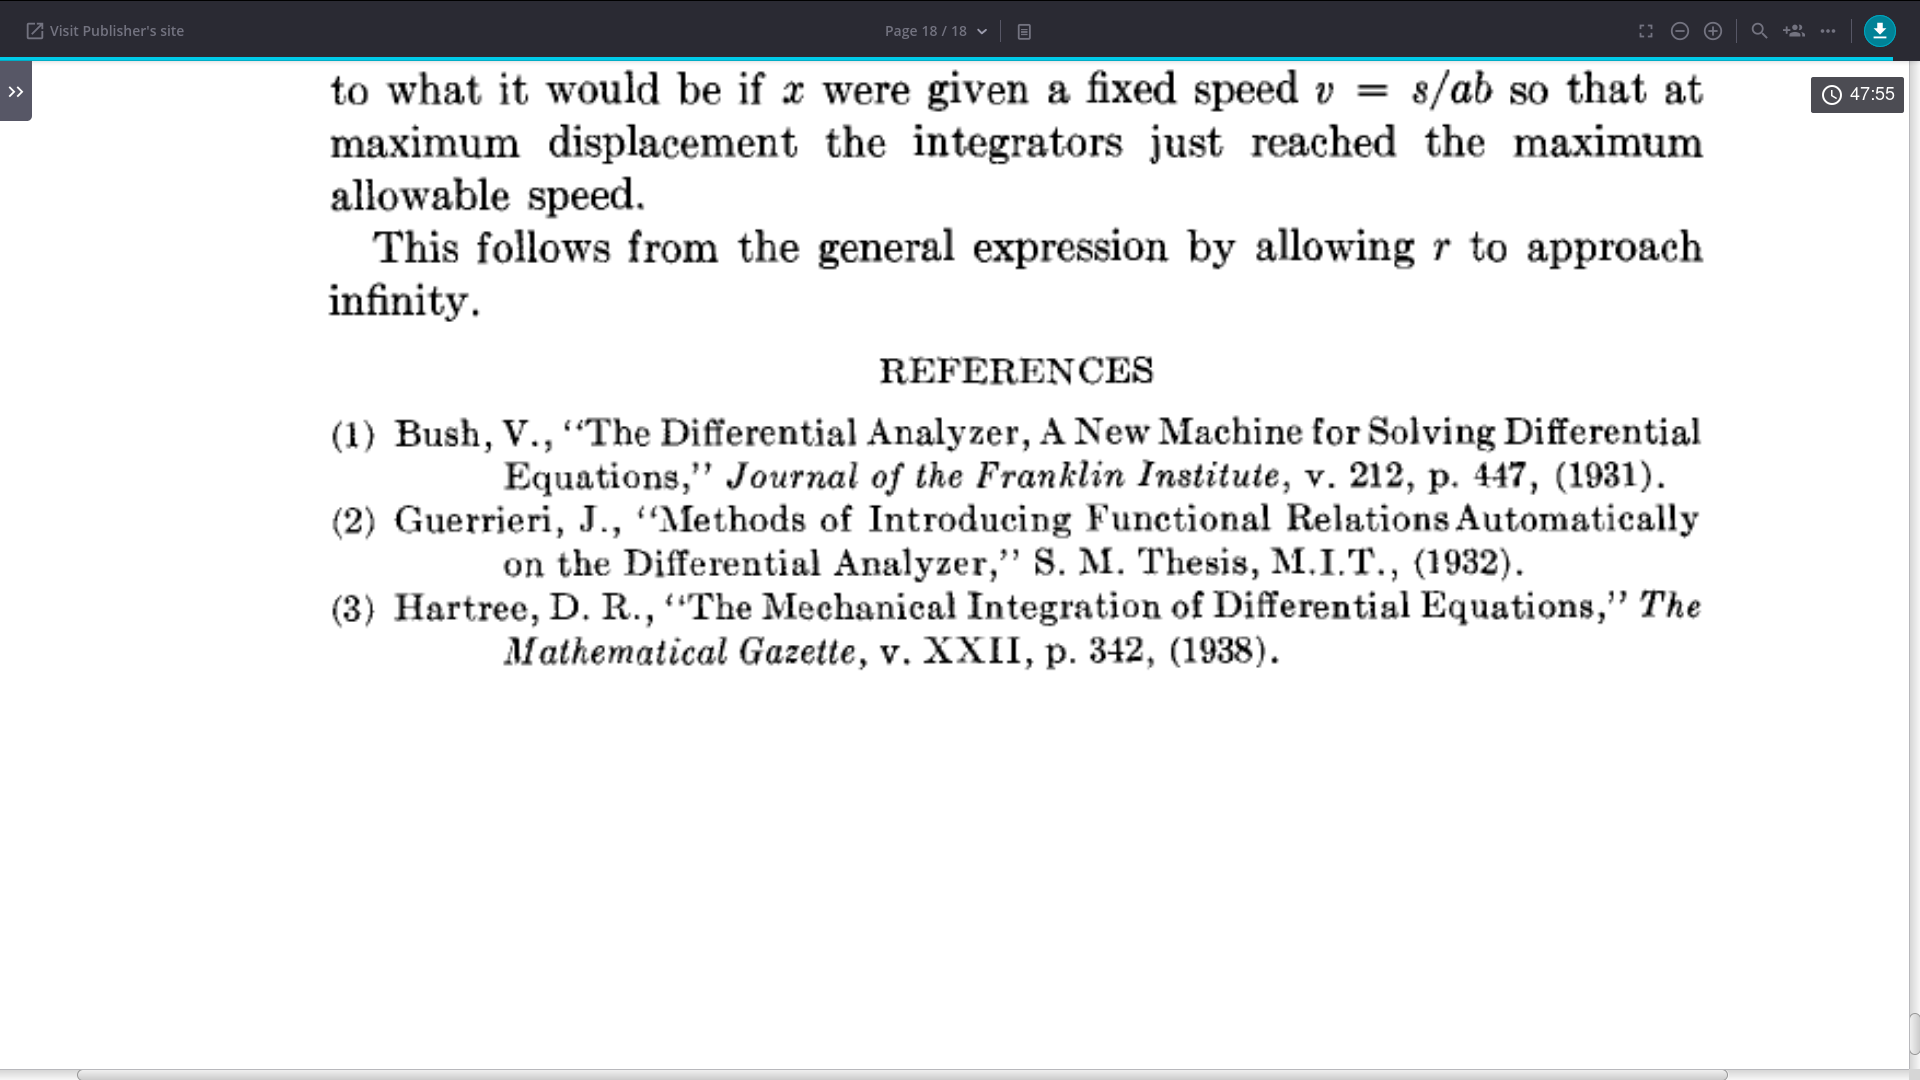 Visit Publisher's site
Page 18 / 18
47:55
to what it would be if x were given a fixed speed v = s/ab so that at
maximum displacement the integrators just reached the maximum
allowable speed.
This follows from the general expression by allowing r to approach
infinity.
REFERENCES
(1) Bush, V., ‘‘The Differential Analyzer, A New Machine for Solving Differential
Equations,’’ Journal of the Franklin Institute, v. 212, p. 447, (1931).
(2) Guerrieri, J., ‘‘Methods of Introducing Functional Relations Automatically
on the Differential Analyzer,’’ S. M. Thesis, M.I.T., (1932).
(3) Hartree, D. R., ‘‘The Mechanical Integration of Differential Equations,’’ The
Mathematical Gazette, v. XXII, p. 342, (1938).